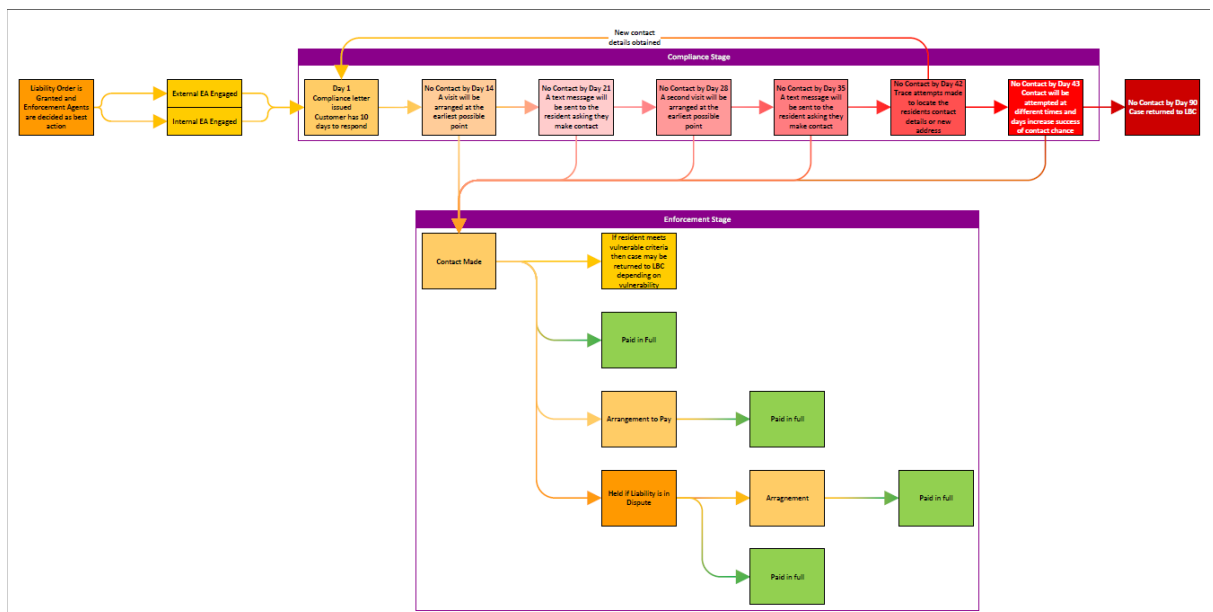 New contact
details obtained
Compliance Stage
Liability Order is
Granted and
Enforcement Agents
are decided as best
action
External EA Engaged
Internal EA Engaged
Day 1
Compliance letter
issued
Customer has 10
days to respond
No Contact by Day 14
A visit will be
arranged at the
earliest possible
point
No Contact by Day 21
A text message will
be sent to the
resident asking they
make contact
No Contact by Day 28
A second visit will be
arranged at the
earliest possible
point
No Contact by Day 35
A text message will
be sent to the
resident asking they
make contact
No Contact by Day 42
Trace attempts made
to locate the
residents contact
details or new
address
No Contact by Day 43
Contact will be
attempted at
different times and
days increase success
of contact chance
No Contact by Day 90
Case returned to LBC
Enforcement Stage
Contact Made
If resident meets
vulnerable criteria
then case may be
returned to LBC
depending on
vulnerability
Paid in Full
Arrangement to Pay
Paid in full
Held if Liability is in
Dispute
Arragnement
Paid in full
Paid in full